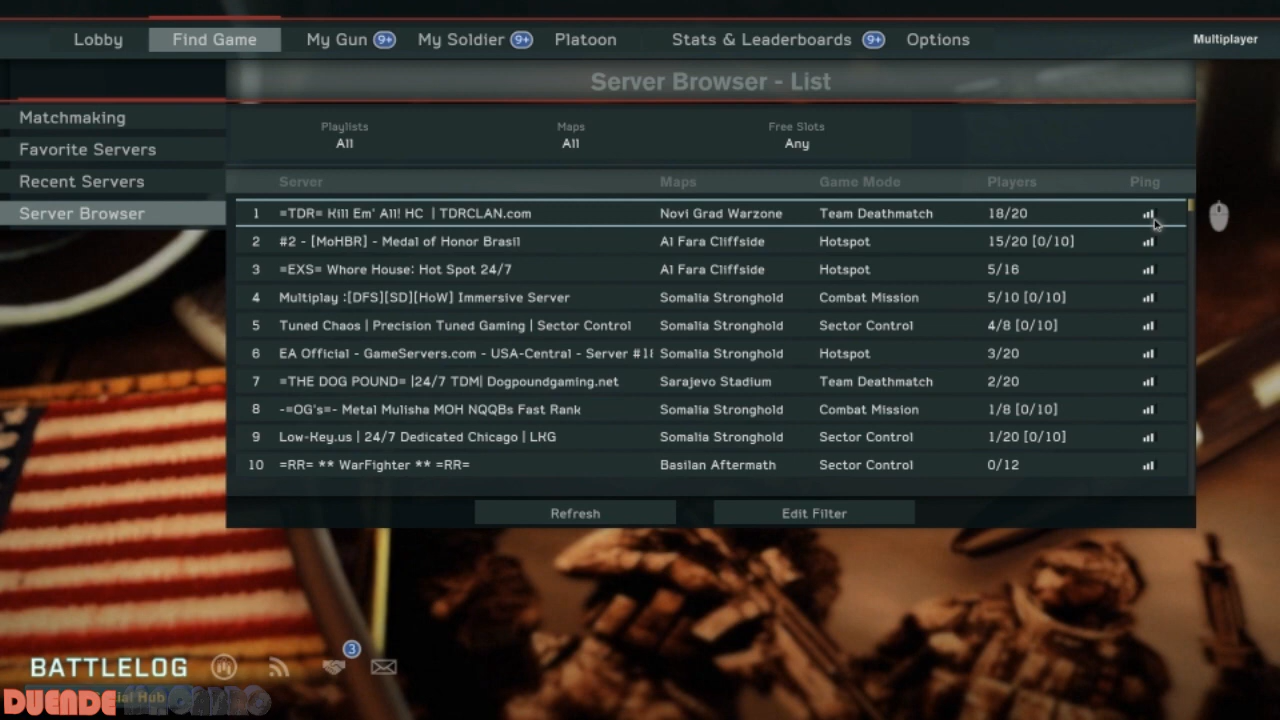 Lobby Find Game My Gun 9+ My Soldier 9+ Platoon Stats & Leaderboards 9+ Options Multiplayer
Server Browser - List
Matchmaking
Favorite Servers
Recent Servers
Server Browser
Playlists Maps Free Slots
All All Any
Server Maps Game Mode Players Ping
1 =TDR= Kill Em' All! HC | TDRCLAN.com Novi Grad Warzone Team Deathmatch 18/20
2 #2 - [MoHBR] - Medal of Honor Brasil Al Fara Cliffside Hotspot 15/20 [0/10]
3 =EXS= Whore House: Hot Spot 24/7 Al Fara Cliffside Hotspot 5/16
4 Multiplay :[DFS][SD][HoW] Immersive Server Somalia Stronghold Combat Mission 5/10 [0/10]
5 Tuned Chaos | Precision Tuned Gaming | Sector Control Somalia Stronghold Sector Control 4/8 [0/10]
6 EA Official - GameServers.com - USA-Central - Server Somalia Stronghold Hotspot 3/20
7 =THE DOG POUND= |24/7 TDM| Dogpoundgaming.net Sarajevo Stadium Team Deathmatch 2/20
8 -=OG's=- Metal Mulisha MOH NQQBs Fast Rank Somalia Stronghold Combat Mission 1/8 [0/10]
9 Low-Key.us | 24/7 Dedicated Chicago | LKG Somalia Stronghold Sector Control 1/20 [0/10]
10 =RR= ** WarFighter ** =RR= Basilan Aftermath Sector Control 0/12
Refresh Edit Filter
3
BATTLELOG
DUENDE